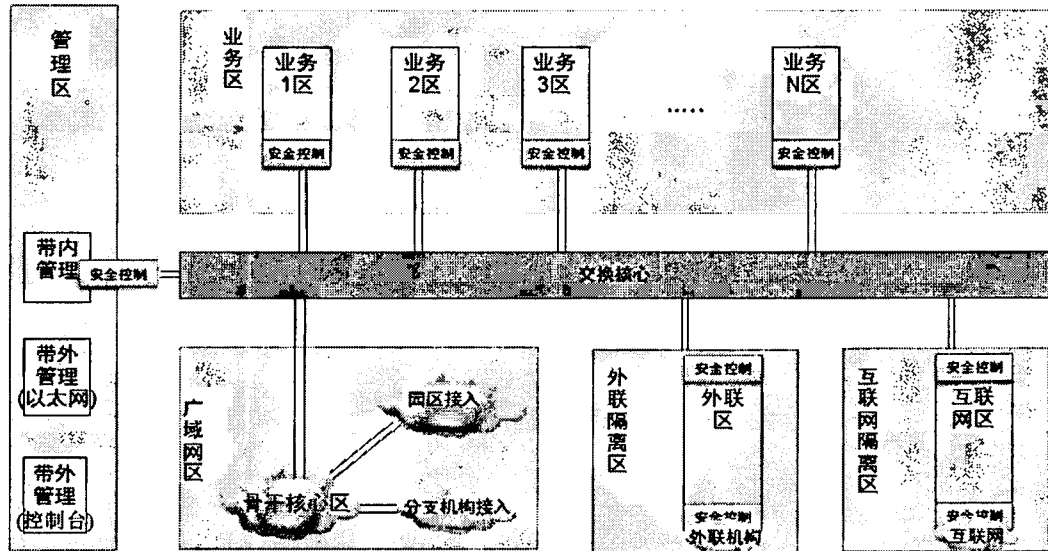 管理区
业务区
业务
1区
业务
2区
业务
3区
.....
业务
N区
安全控制
安全控制
安全控制
安全控制
带内
管理
安全控制
交换核心
带外
管理
(以太网)
带外
管理
(控制台)
广域网区
园区接入
骨干核心区
分支机构接入
外联隔离区
安全控制
外联
区
安全控制
外联机构
互联网隔离区
安全控制
互联
网区
安全控制
互联网